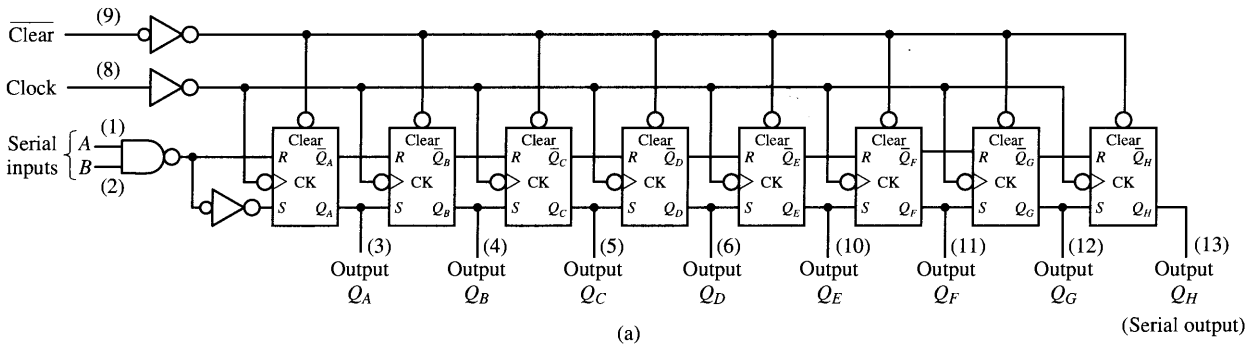 (9)
C̅l̅e̅a̅r̅
(8)
Clock
Serial inputs { A (1)
B (2)
Clear Clear Clear Clear Clear Clear Clear Clear
R Q̅A R Q̅B R Q̅C R Q̅D R Q̅E R Q̅F R Q̅G R Q̅H
CK CK CK CK CK CK CK CK
S QA S QB S QC S QD S QE S QF S QG S QH
(3) (4) (5) (6) (10) (11) (12) (13)
Output Output Output Output Output Output Output Output
QA QB QC QD QE QF QG QH
(Serial output)
(a)